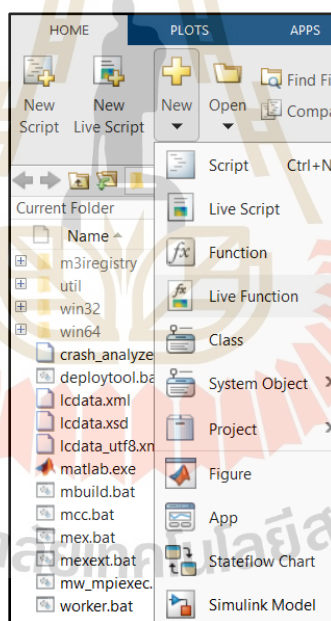 HOME PLOTS APPS
New Script
New Live Script
New
Open
Find Fi
Compa
Script Ctrl+N
Live Script
Function
Live Function
Class
System Object
Project
Figure
App
Stateflow Chart
Simulink Model
Current Folder
Name
m3iregistry
util
win32
win64
crash_analyze
deploytool.ba
lcdata.xml
lcdata.xsd
lcdata_utf8.xn
matlab.exe
mbuild.bat
mcc.bat
mex.bat
mexext.bat
mw_mpiexec.
worker.bat